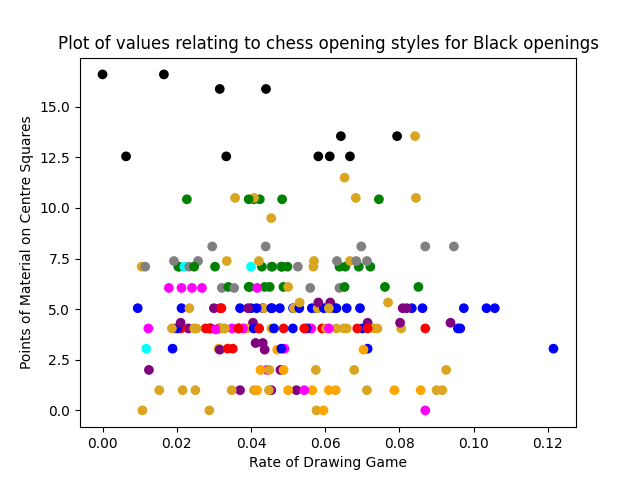 Plot of values relating to chess opening styles for Black openings
Points of Material on Centre Squares
15.0
12.5
10.0
7.5
5.0
2.5
0.0
0.00 0.02 0.04 0.06 0.08 0.10 0.12
Rate of Drawing Game